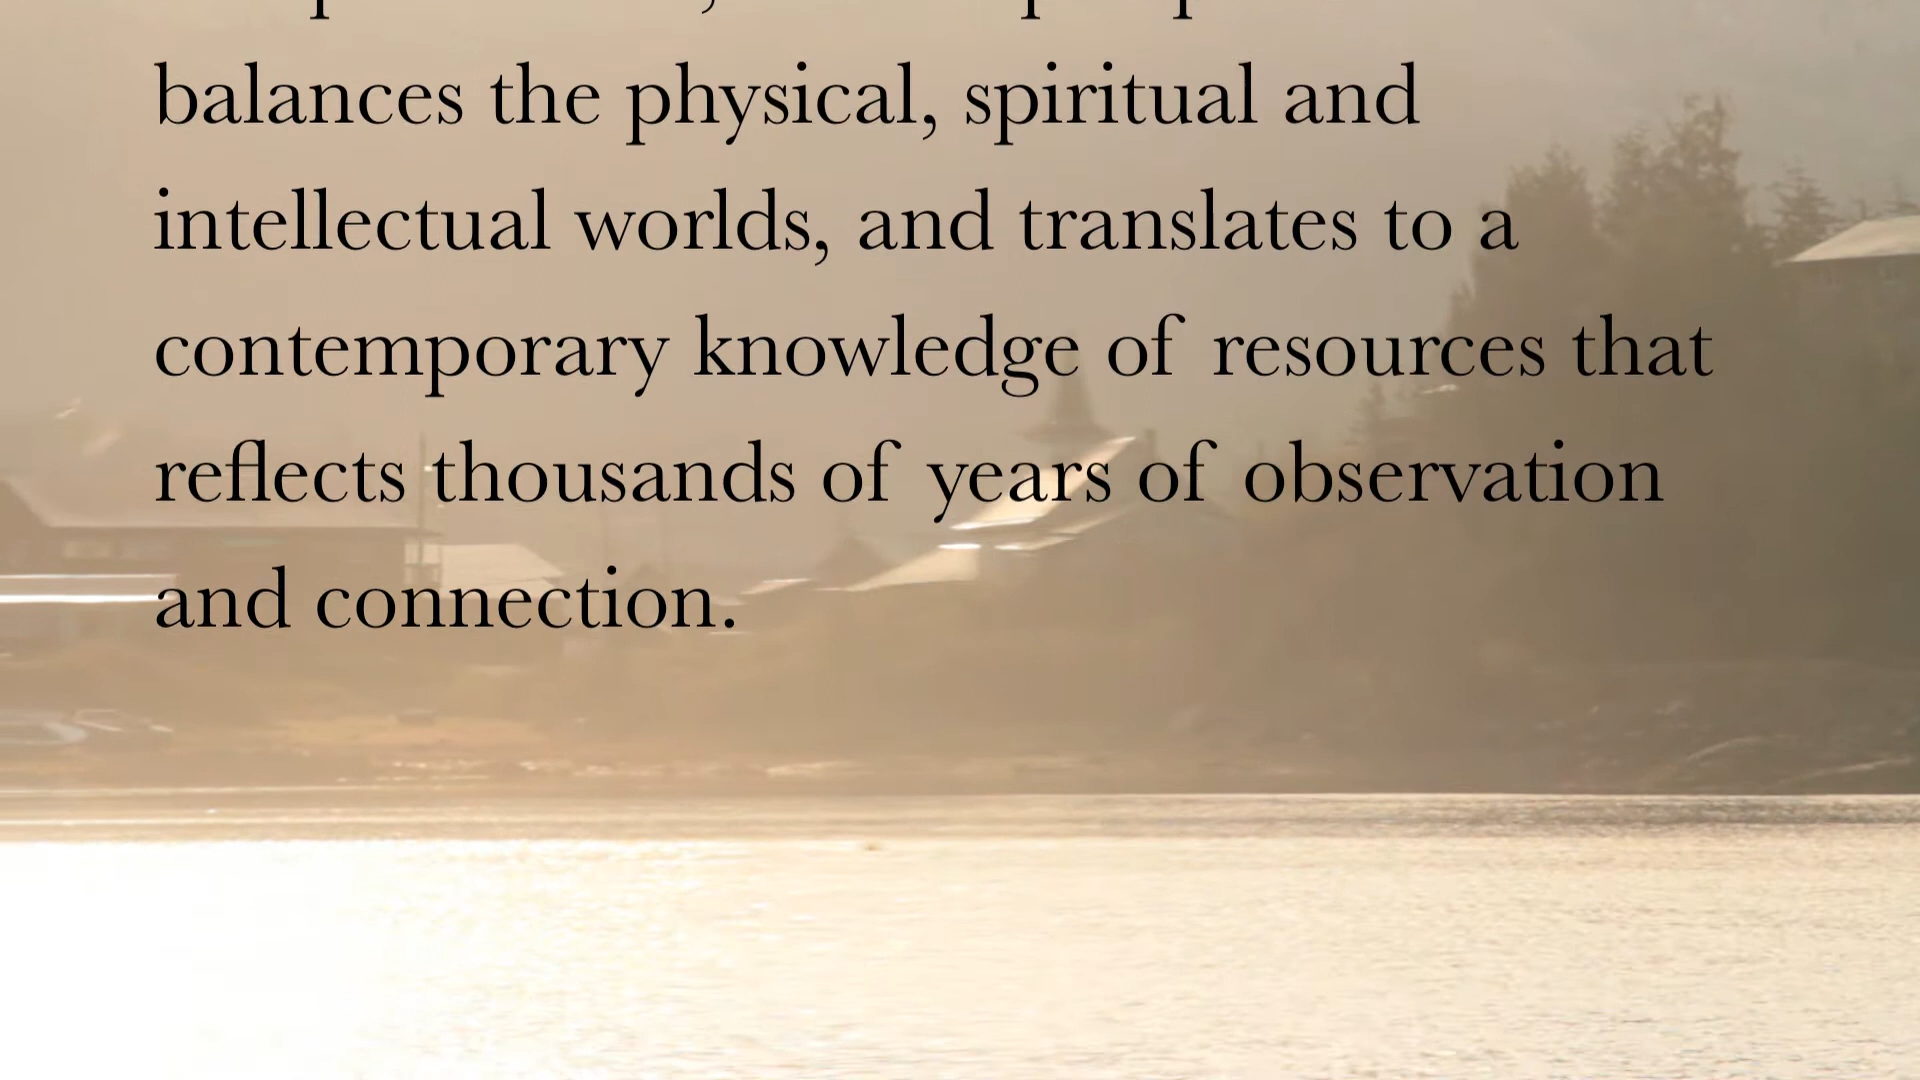 balances the physical, spiritual and
intellectual worlds, and translates to a
contemporary knowledge of resources that
reflects thousands of years of observation
and connection.